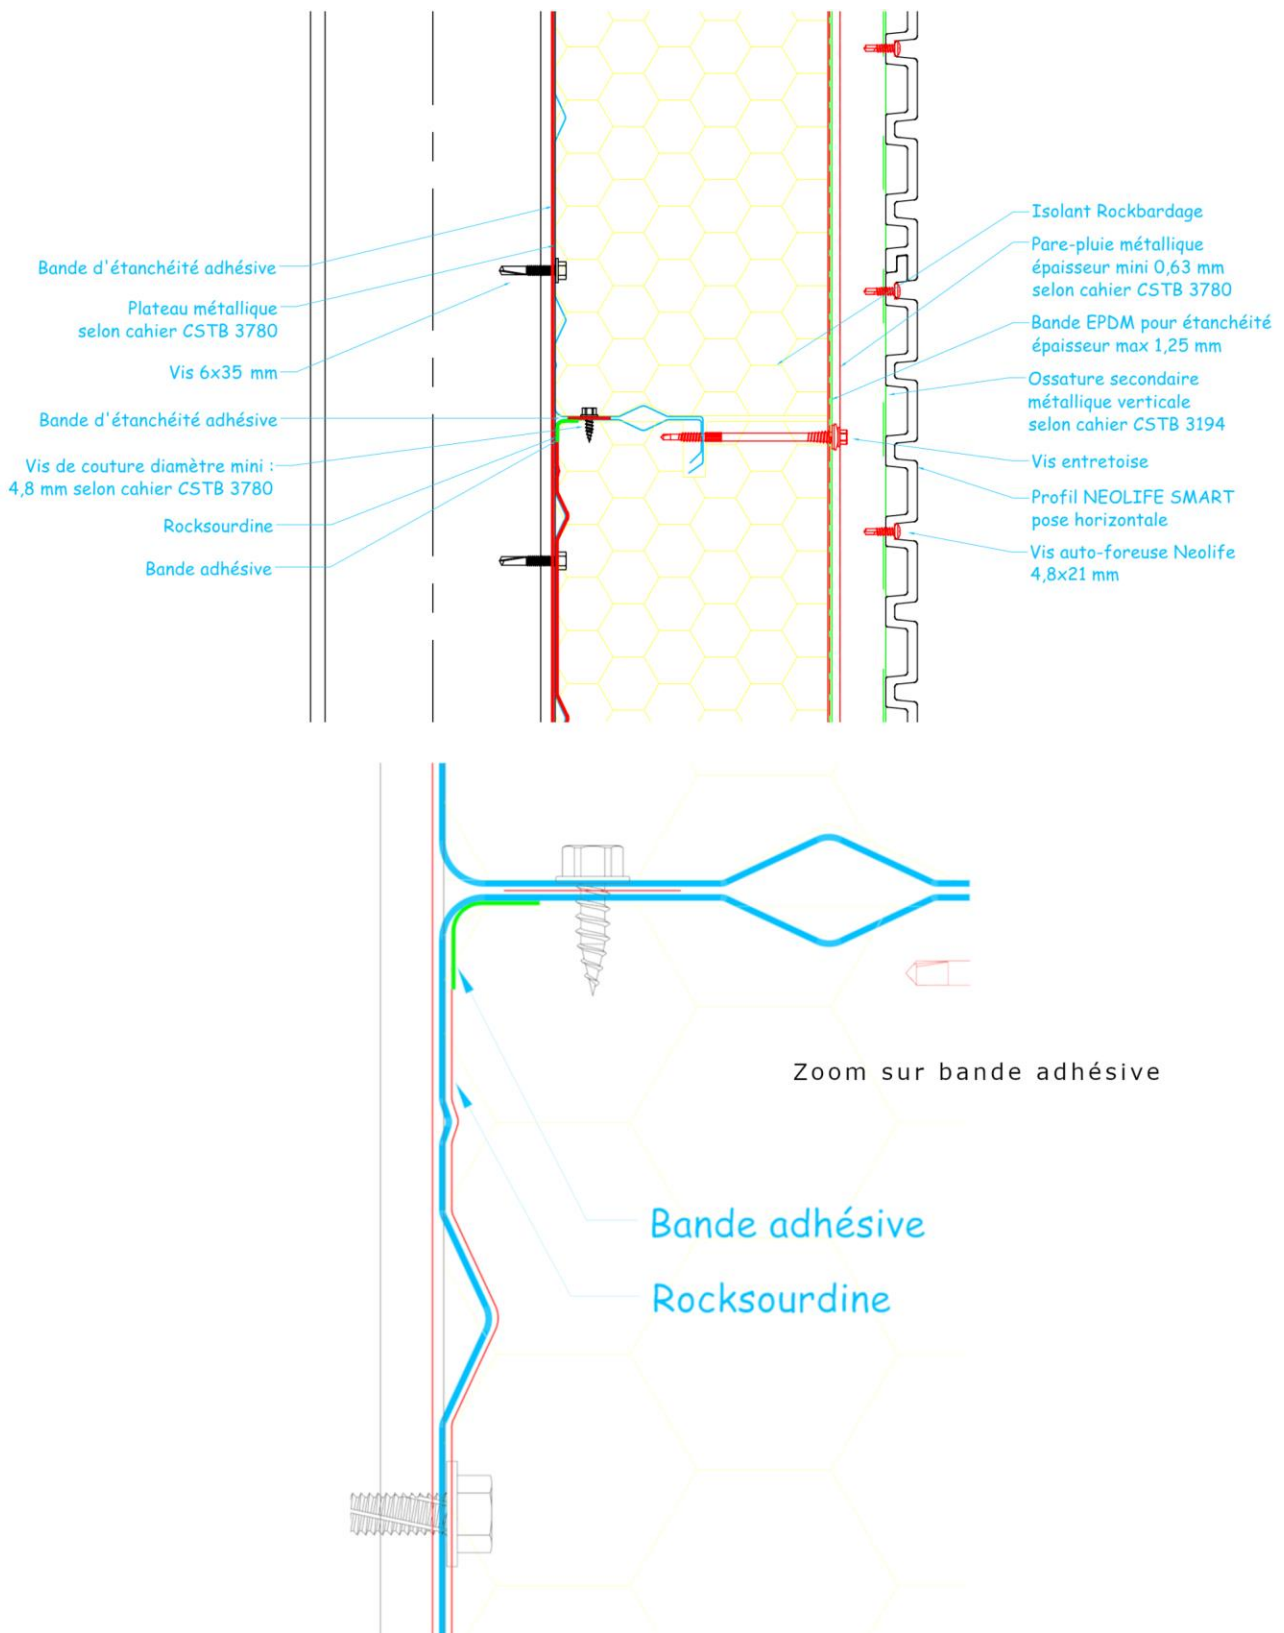 Bande d'étanchéité adhésive
Plateau métallique
selon cahier CSTB 3780
Vis 6x35 mm
Bande d'étanchéité adhésive
Vis de couture diamètre mini :
4,8 mm selon cahier CSTB 3780
Rocksourdine
Bande adhésive
Isolant Rockbardage
Pare-pluie métallique
épaisseur mini 0,63 mm
selon cahier CSTB 3780
Bande EPDM pour étanchéité
épaisseur max 1,25 mm
Ossature secondaire
métallique verticale
selon cahier CSTB 3194
Vis entretoise
Profil NEOLIFE SMART
pose horizontale
Vis auto-foreuse Neolife
4,8x21 mm
Zoom sur bande adhésive
Bande adhésive
Rocksourdine